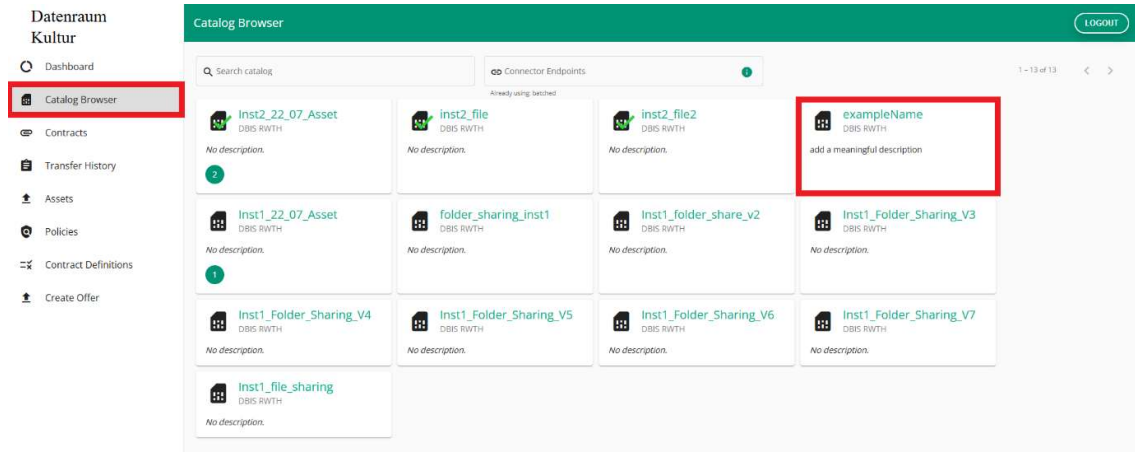 Datenraum
Kultur
Dashboard
Catalog Browser
Contracts
Transfer History
Assets
Policies
Contract Definitions
Create Offer
Catalog Browser
LOGOUT
Search catalog
Connector Endpoints
Already using: batched
1 – 13 of 13
Inst2_22_07_Asset
DBIS RWTH
No description.
2
inst2_file
DBIS RWTH
No description.
inst2_file2
DBIS RWTH
No description.
exampleName
DBIS RWTH
add a meaningful description
Inst1_22_07_Asset
DBIS RWTH
No description.
1
folder_sharing_inst1
DBIS RWTH
No description.
Inst1_folder_share_v2
DBIS RWTH
No description.
Inst1_Folder_Sharing_V3
DBIS RWTH
No description.
Inst1_Folder_Sharing_V4
DBIS RWTH
No description.
Inst1_Folder_Sharing_V5
DBIS RWTH
No description.
Inst1_Folder_Sharing_V6
DBIS RWTH
No description.
Inst1_Folder_Sharing_V7
DBIS RWTH
No description.
Inst1_file_sharing
DBIS RWTH
No description.